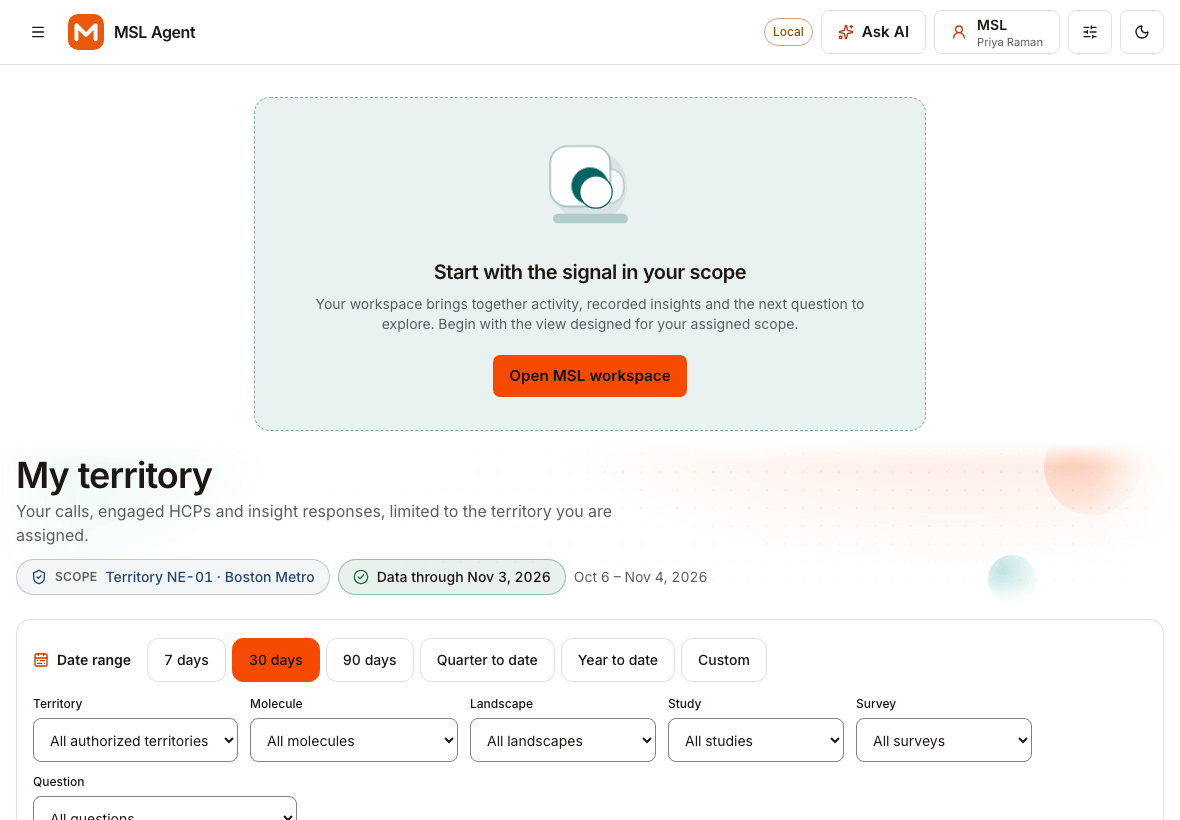 MSL Agent
Local
Ask AI
MSL
Priya Raman
Start with the signal in your scope
Your workspace brings together activity, recorded insights and the next question to
explore. Begin with the view designed for your assigned scope.
Open MSL workspace
My territory
Your calls, engaged HCPs and insight responses, limited to the territory you are
assigned.
SCOPE Territory NE-01 · Boston Metro
Data through Nov 3, 2026
Oct 6 – Nov 4, 2026
Date range
7 days
30 days
90 days
Quarter to date
Year to date
Custom
Territory
Molecule
Landscape
Study
Survey
All authorized territories
All molecules
All landscapes
All studies
All surveys
Question
All questions